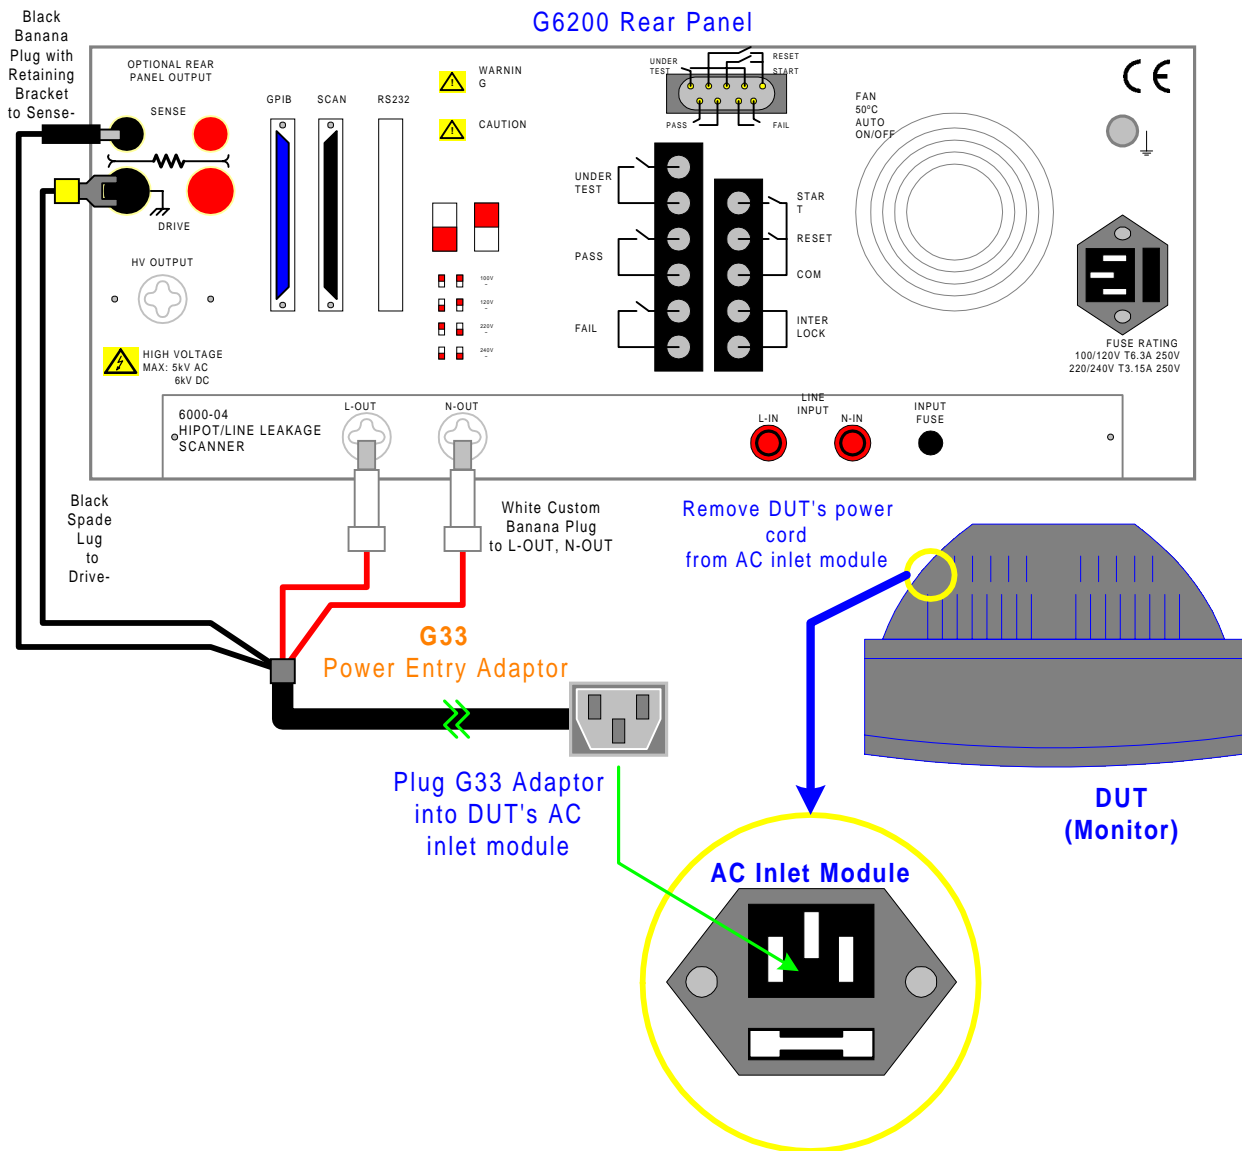 G6200 Rear Panel
Black
Banana
Plug with
Retaining
Bracket
to Sense-
OPTIONAL REAR
PANEL OUTPUT
SENSE
DRIVE
HV OUTPUT
HIGH VOLTAGE
MAX: 5kV AC
6kV DC
GPIB
SCAN
RS232
WARNIN
G
CAUTION
100V
~
120V
~
220V
~
240V
~
UNDER
TEST
RESET
START
PASS
FAIL
UNDER
TEST
PASS
FAIL
STAR
T
RESET
COM
INTER
LOCK
FAN
50ºC
AUTO
ON/OFF
CE
FUSE RATING
100/120V T6.3A 250V
220/240V T3.15A 250V
6000-04
HIPOT/LINE LEAKAGE
SCANNER
L-OUT
N-OUT
LINE
INPUT
L-IN
N-IN
INPUT
FUSE
Black
Spade
Lug
to
Drive-
White Custom
Banana Plug
to L-OUT, N-OUT
Remove DUT's power
cord
from AC inlet module
G33
Power Entry Adaptor
Plug G33 Adaptor
into DUT's AC
inlet module
DUT
(Monitor)
AC Inlet Module